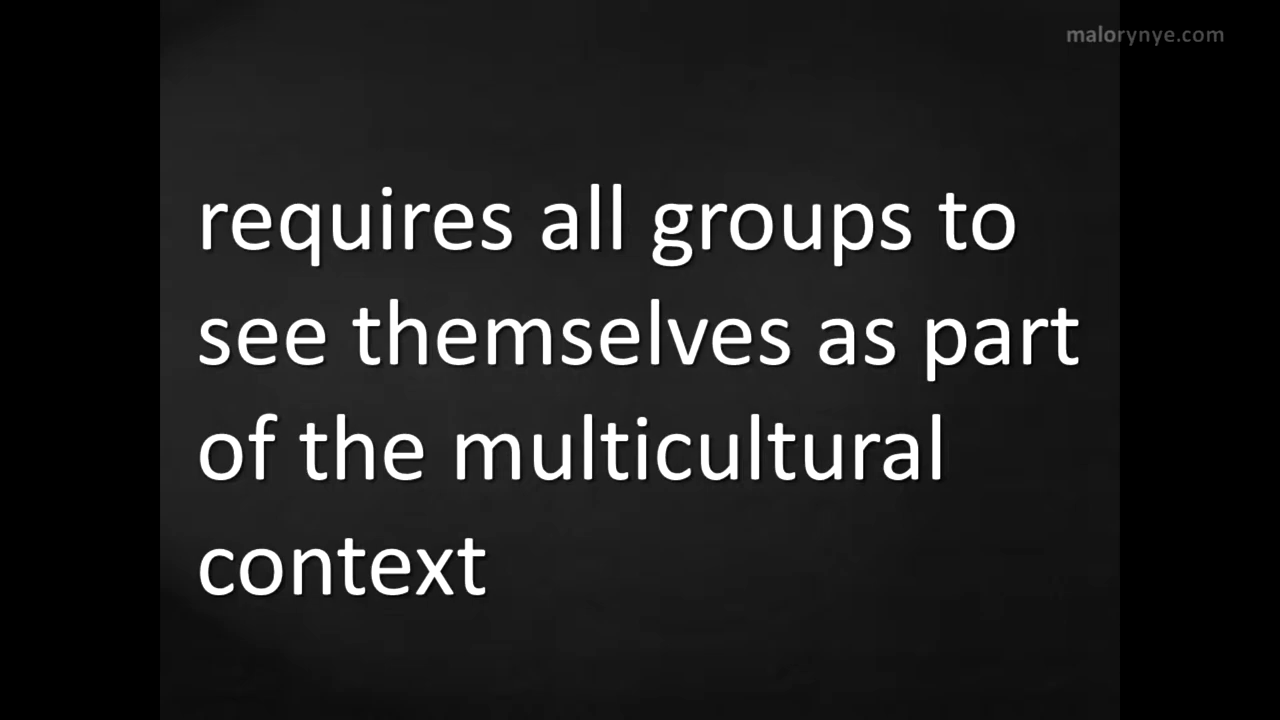 malorynye.com
requires all groups to
see themselves as part
of the multicultural
context